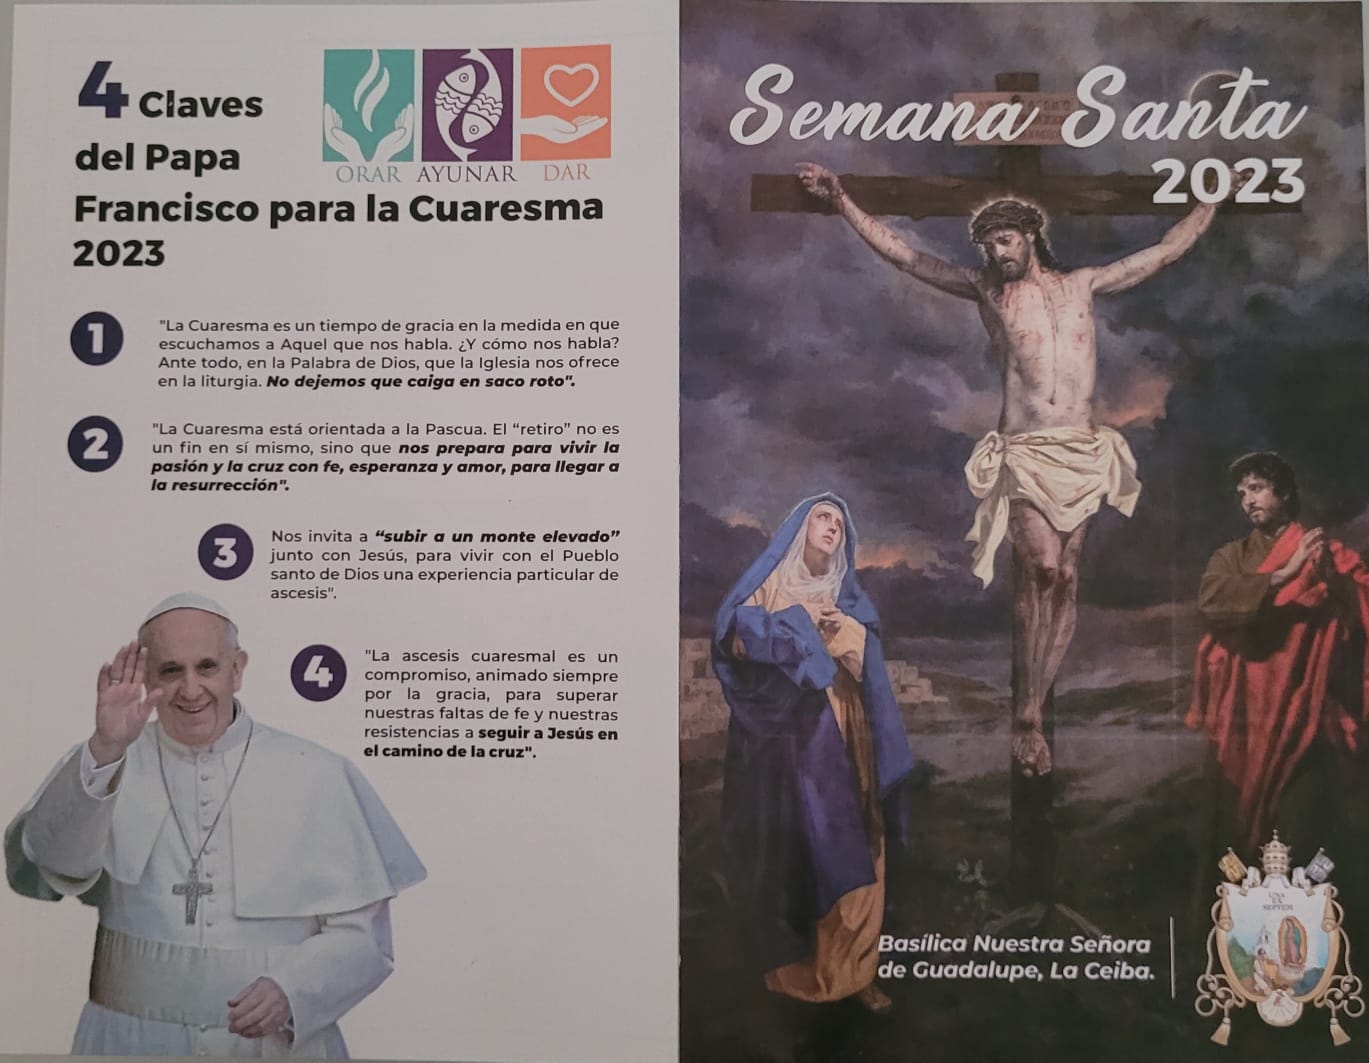 4 Claves
del Papa
Francisco para la Cuaresma
2023
ORAR AYUNAR DAR
1
"La Cuaresma es un tiempo de gracia en la medida en que
escuchamos a Aquel que nos habla. ¿Y cómo nos habla?
Ante todo, en la Palabra de Dios, que la Iglesia nos ofrece
en la liturgia. No dejemos que caiga en saco roto".
2
"La Cuaresma está orientada a la Pascua. El “retiro” no es
un fin en sí mismo, sino que nos prepara para vivir la
pasión y la cruz con fe, esperanza y amor, para llegar a
la resurrección".
3
Nos invita a “subir a un monte elevado”
junto con Jesús, para vivir con el Pueblo
santo de Dios una experiencia particular de
ascesis".
4
"La ascesis cuaresmal es un
compromiso, animado siempre
por la gracia, para superar
nuestras faltas de fe y nuestras
resistencias a seguir a Jesús en
el camino de la cruz".
Semana Santa
2023
Basílica Nuestra Señora
de Guadalupe, La Ceiba.
UNA
EX
SEPTEM